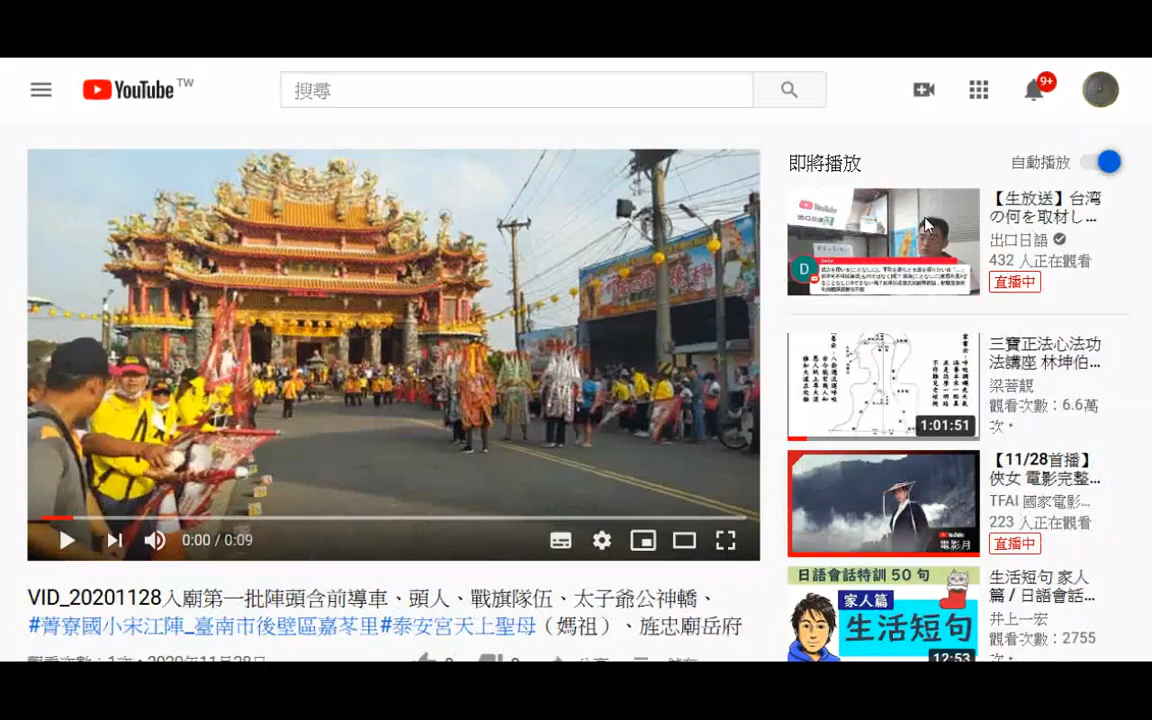 YouTube TW
搜尋
9+
0:00 / 0:09
VID_20201128入廟第一批陣頭含前導車、頭人、戰旗隊伍、太子爺公神轎、
#菁寮國小宋江陣_臺南市後壁區嘉苳里#泰安宮天上聖母（媽祖）、旌忠廟岳府
即將播放
自動播放
【生放送】台湾
の何を取材し...
出口日語
432 人正在觀看
直播中
三寶正法心法功
法講座 林坤伯...
梁菩靚
觀看次數：6.6萬
次・
1:01:51
【11/28首播】
俠女 電影完整...
TFAI 國家電影...
223 人正在觀看
直播中
YouTube
電影月
日語會話特訓 50 句
家人篇
生活短句
12:53
生活短句 家人
篇 / 日語會話...
井上一宏
觀看次數：2755
次・